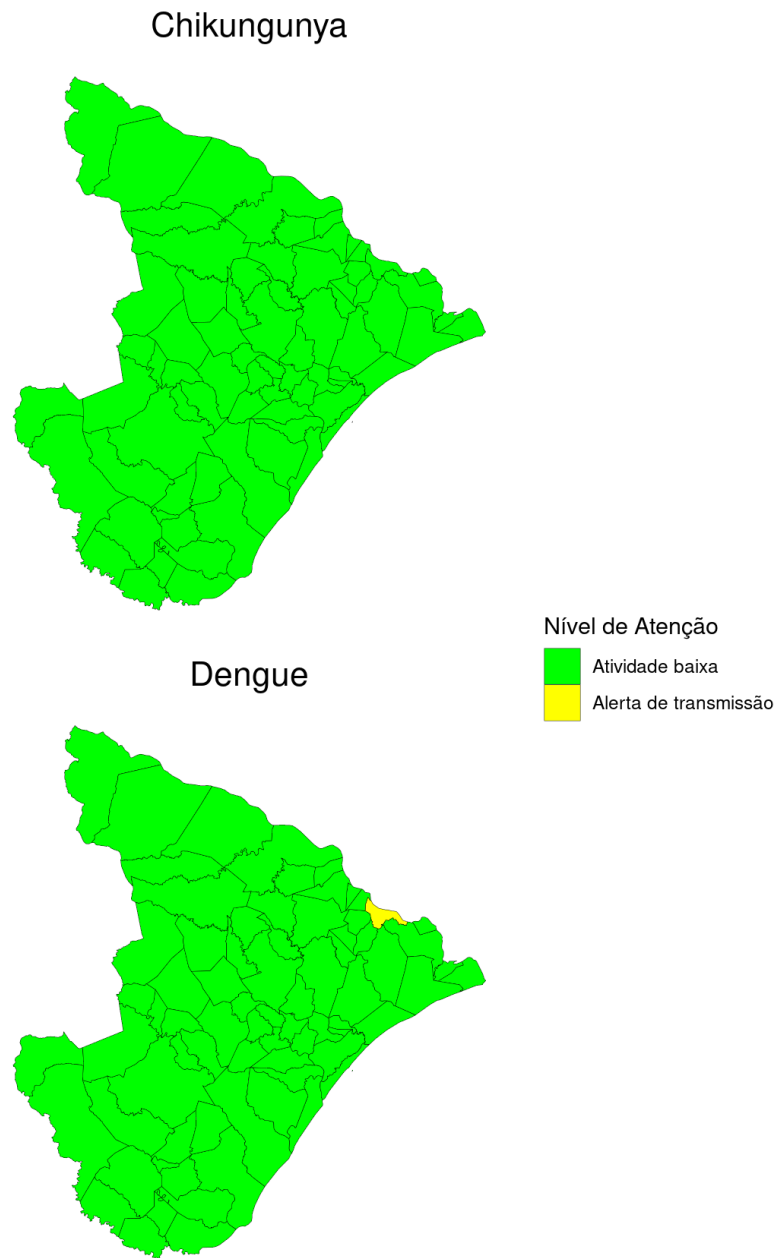 Chikungunya
Nível de Atenção
Atividade baixa
Alerta de transmissão
Dengue